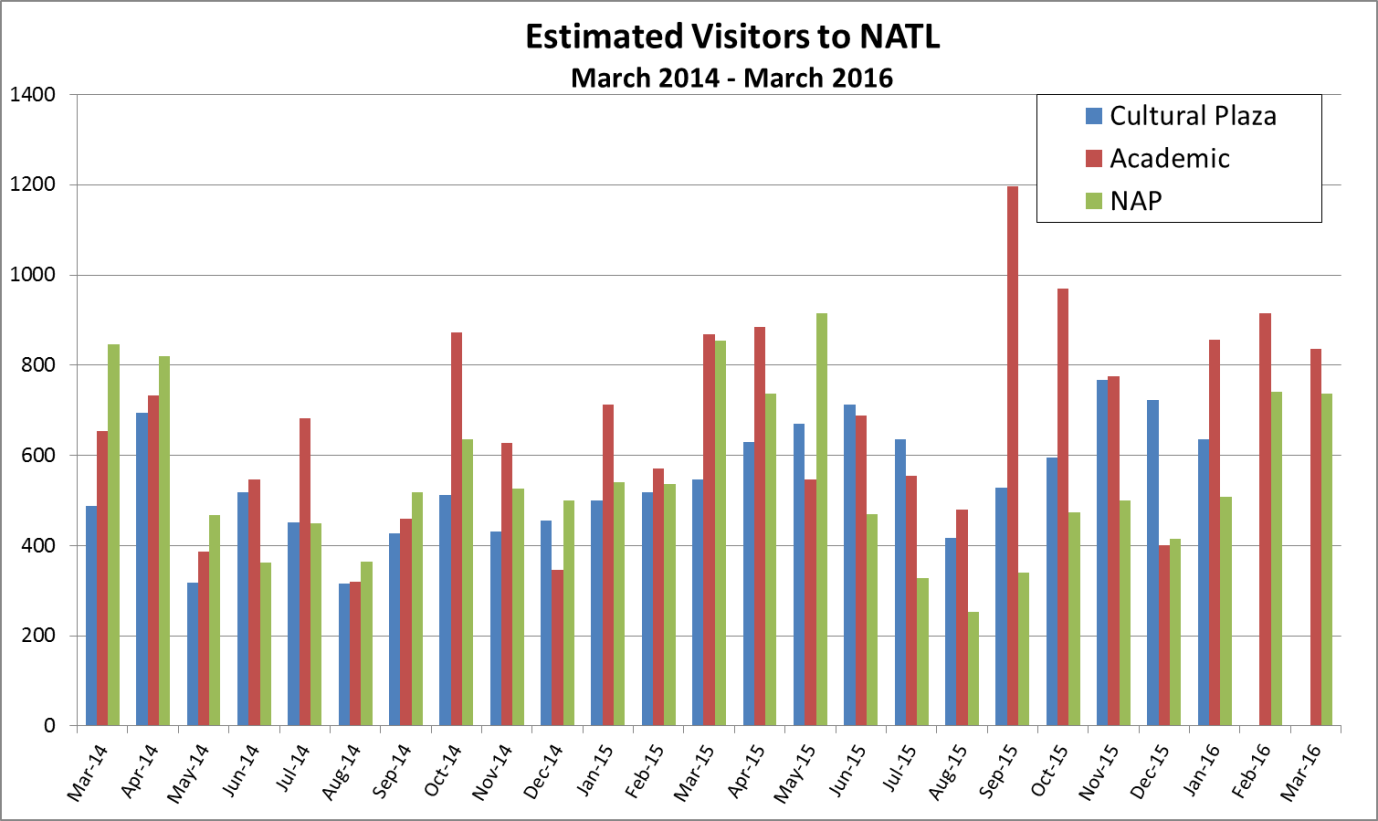 Estimated Visitors to NATL
March 2014 - March 2016
1400
1200
1000
800
600
400
200
0
Cultural Plaza
Academic
NAP
Mar-14
Apr-14
May-14
Jun-14
Jul-14
Aug-14
Sep-14
Oct-14
Nov-14
Dec-14
Jan-15
Feb-15
Mar-15
Apr-15
May-15
Jun-15
Jul-15
Aug-15
Sep-15
Oct-15
Nov-15
Dec-15
Jan-16
Feb-16
Mar-16